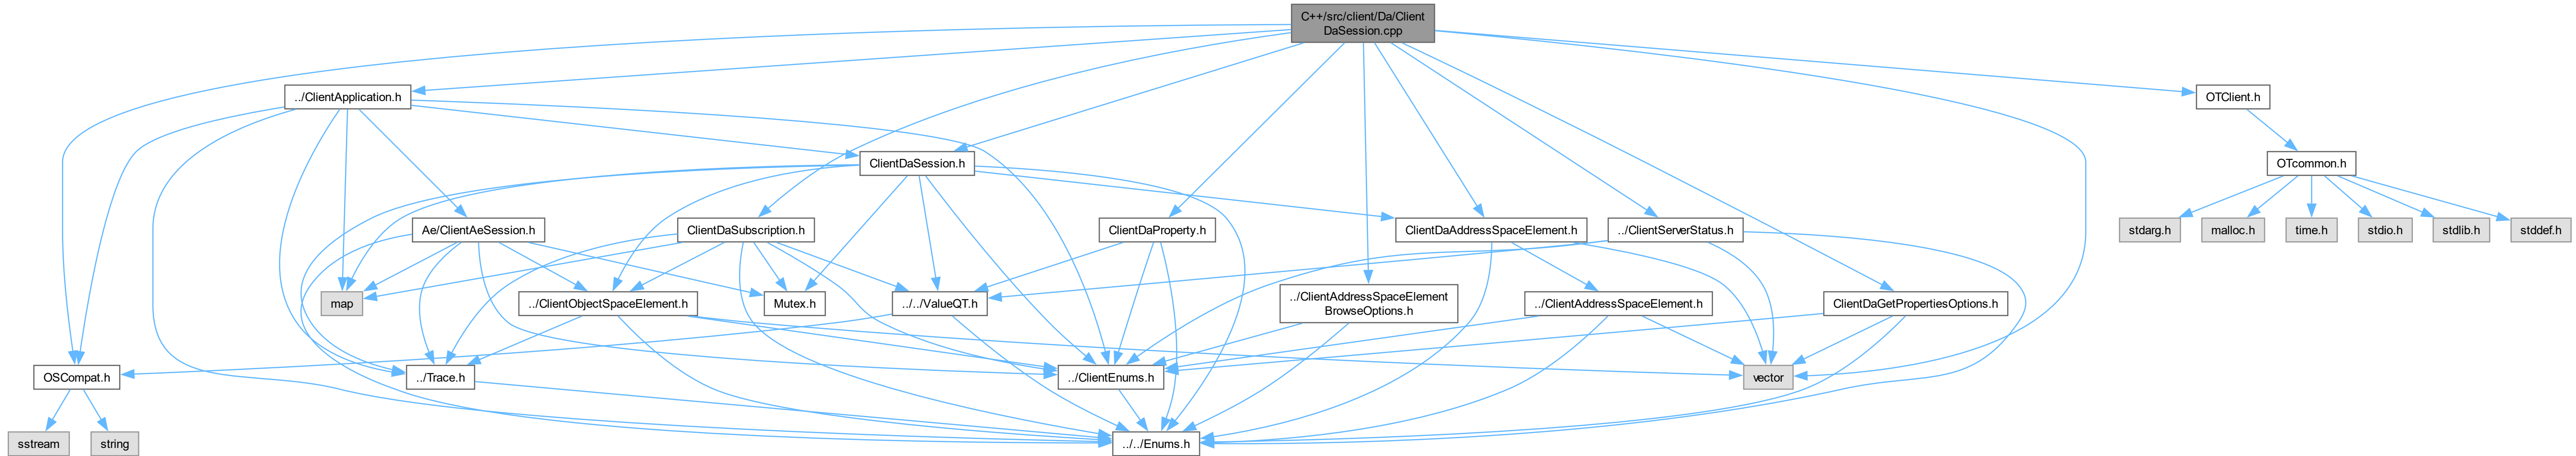 C++/src/client/Da/Client
DaSession.cpp
../ClientApplication.h
OTClient.h
ClientDaSession.h
OTcommon.h
Ae/ClientAeSession.h
ClientDaSubscription.h
ClientDaProperty.h
ClientDaAddressSpaceElement.h
../ClientServerStatus.h
stdarg.h
malloc.h
time.h
stdio.h
stdlib.h
stddef.h
map
../ClientObjectSpaceElement.h
Mutex.h
../../ValueQT.h
../ClientAddressSpaceElement
BrowseOptions.h
../ClientAddressSpaceElement.h
ClientDaGetPropertiesOptions.h
OSCompat.h
../Trace.h
../ClientEnums.h
vector
sstream
string
../../Enums.h